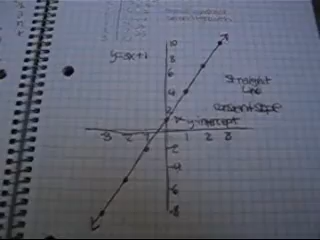 10
8
y=3x+1
6
4
straight
Line
2
constant slope
y-intercept
-3 -2 -1 1 2 3
-2
-4
-6
-8